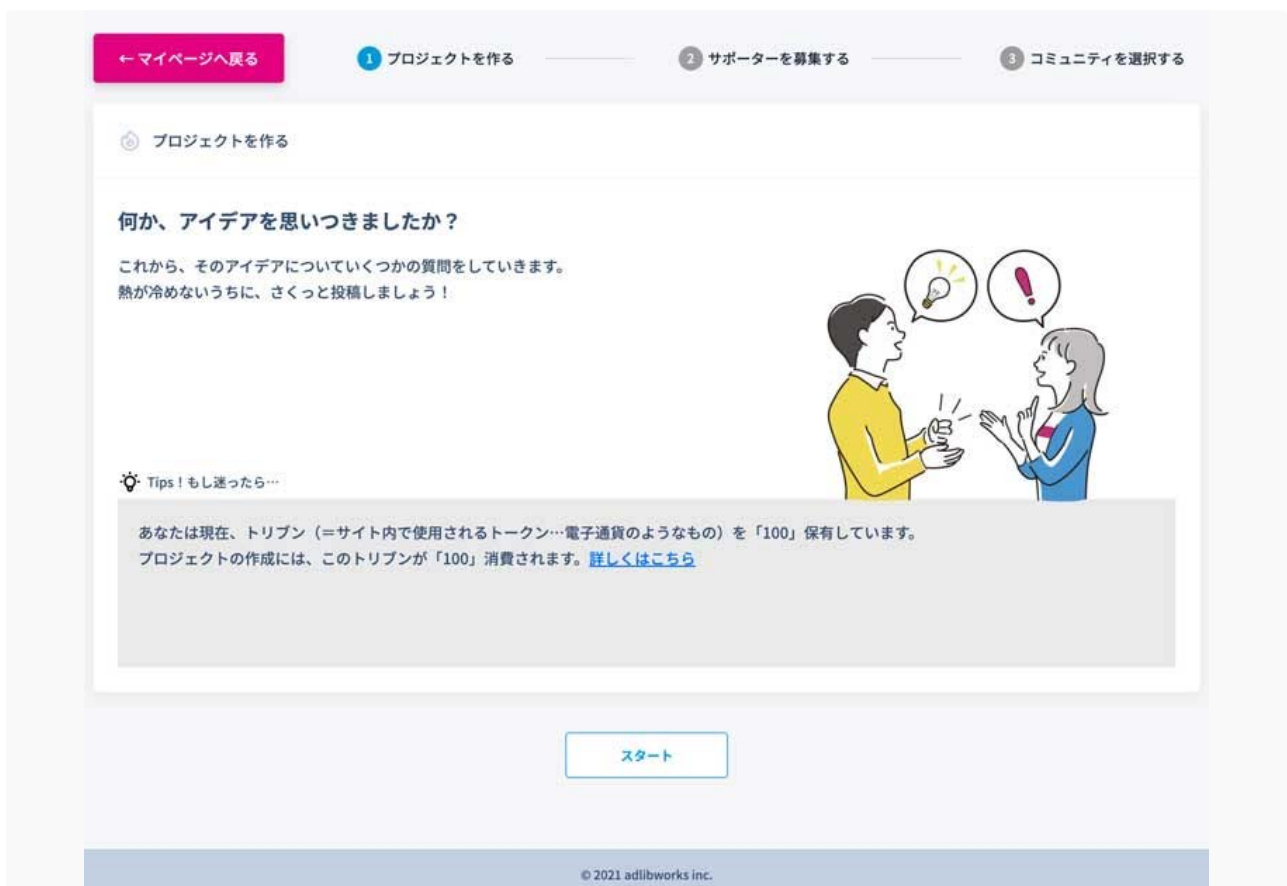 ← マイページへ戻る
1 プロジェクトを作る
2 サポーターを募集する
3 コミュニティを選択する
プロジェクトを作る
何か、アイデアを思いつきましたか？
これから、そのアイデアについていくつかの質問をしていきます。
熱が冷めないうちに、さくっと投稿しましょう！
Tips！もし迷ったら…
あなたは現在、トリブン（＝サイト内で使用されるトークン…電子通貨のようなもの）を「100」保有しています。
プロジェクトの作成には、このトリブンが「100」消費されます。詳しくはこちら
スタート
© 2021 adlibworks inc.